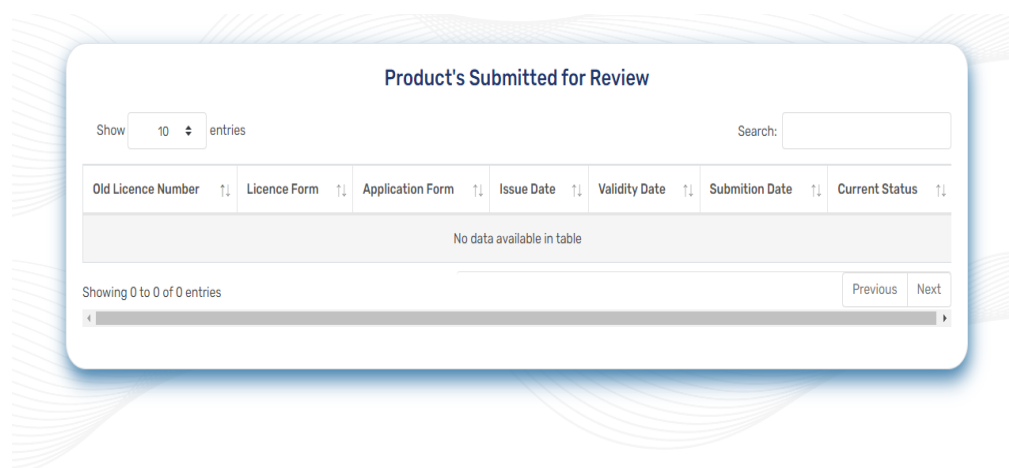 Product's Submitted for Review
Show 10 entries Search:
Old Licence Number Licence Form Application Form Issue Date Validity Date Submition Date Current Status
No data available in table
Showing 0 to 0 of 0 entries Previous Next